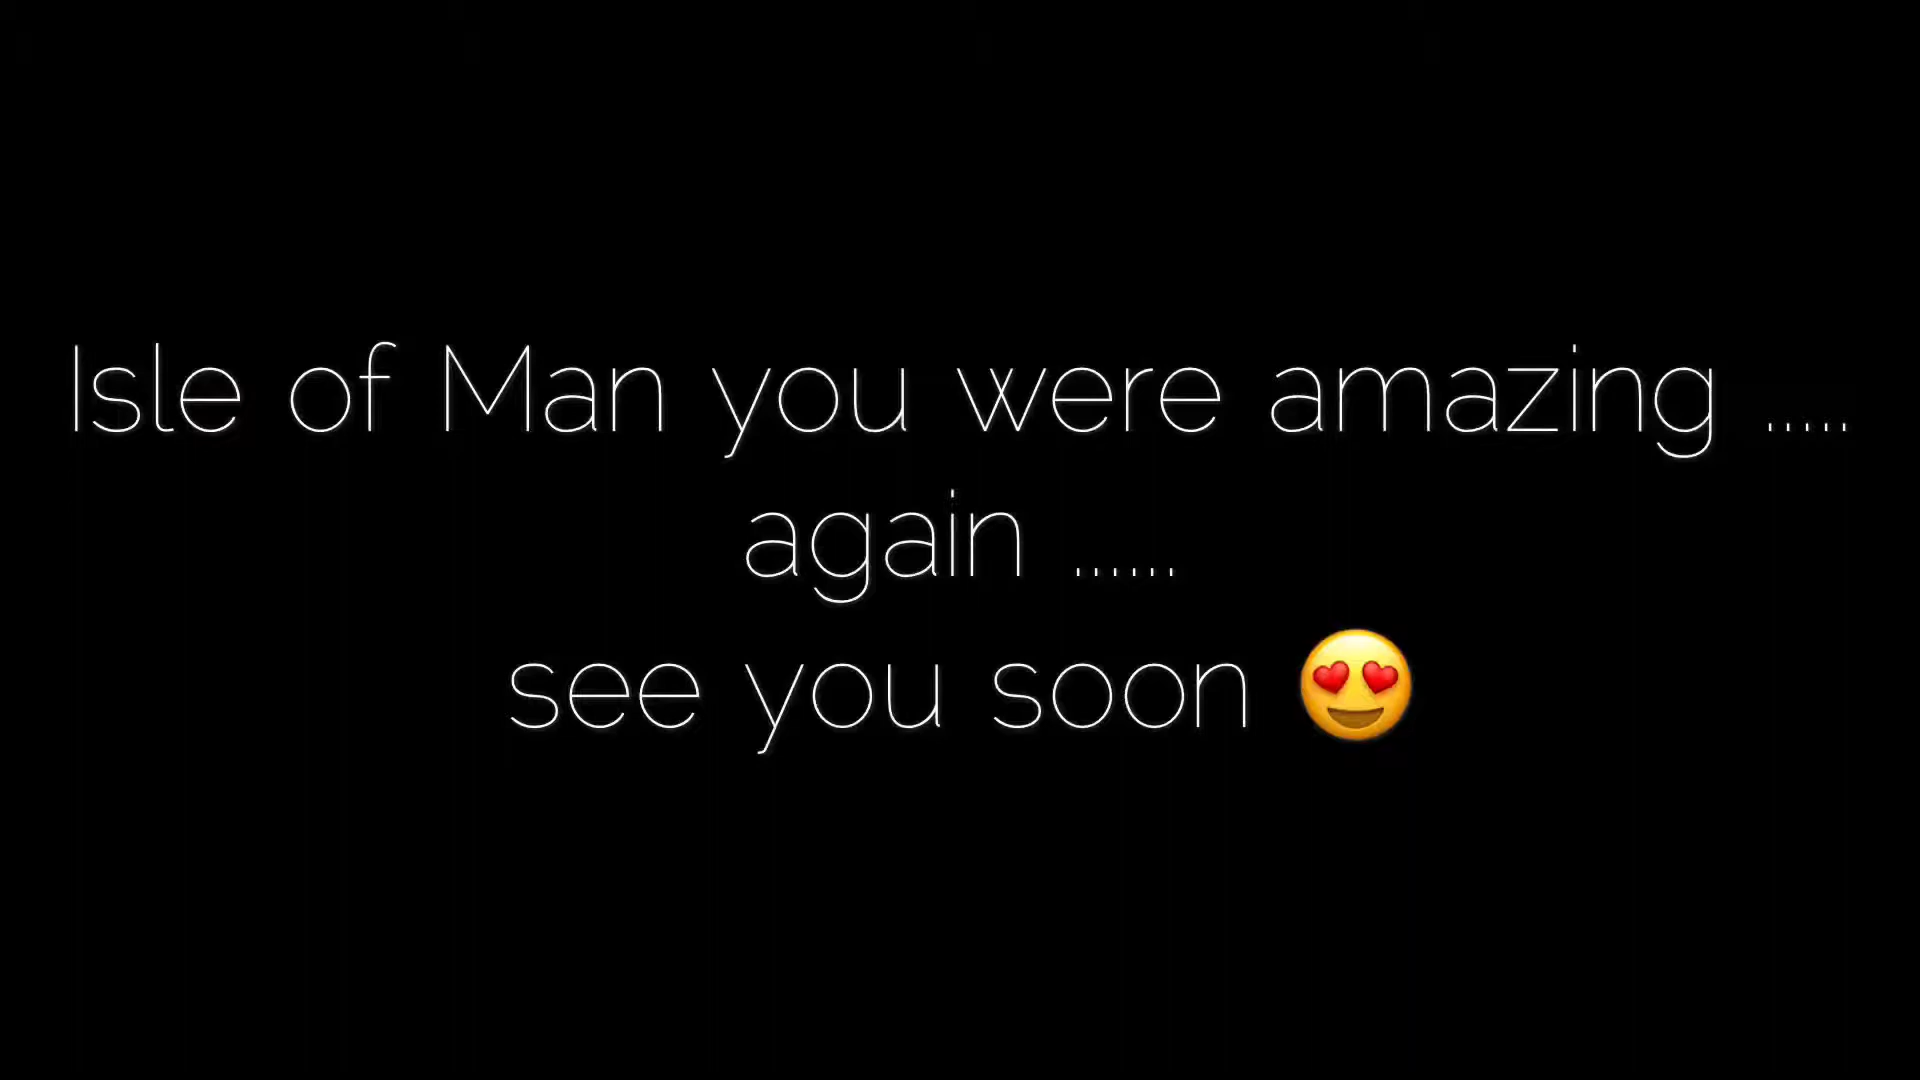 Isle of Man you were amazing .....
again ......
see you soon 😍